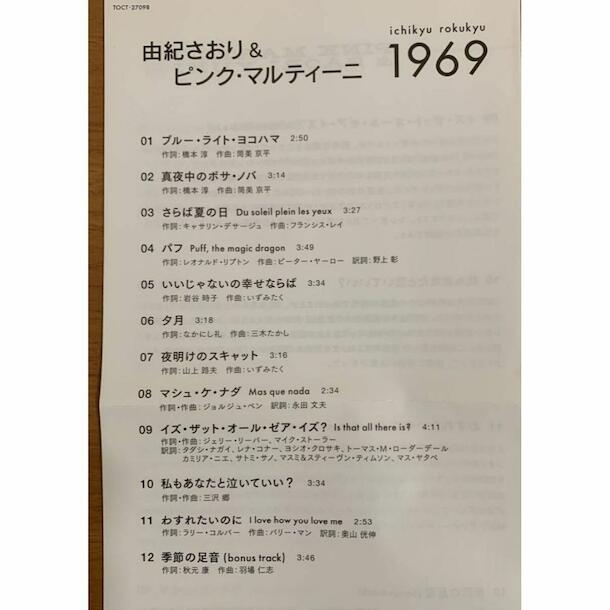 TOCT-27098
ichikyu rokukyu
由紀さおり&
ピンク・マルティーニ 1969
01 ブルー・ライト・ヨコハマ 2:50
作詞:橋本 淳 作曲:筒美 京平
02 真夜中のボサ・ノバ 3:14
作詞:橋本 淳 作曲:筒美 京平
03 さらば夏の日 Du soleil plein les yeux 3:27
作詞:キャサリン・デサージュ 作曲:フランシス・レイ
04 パフ Puff, the magic dragon 3:49
作詞:レオナルド・リプトン 作曲:ピーター・ヤーロー 訳詞:野上 彰
05 いいじゃないの幸せならば 3:34
作詞:岩谷 時子 作曲:いずみたく
06 夕月 3:18
作詞:なかにし礼 作曲:三木たかし
07 夜明けのスキャット 3:16
作詞:山上 路夫 作曲:いずみたく
08 マシュ・ケ・ナダ Mas que nada 2:34
作詞・作曲:ジョルジュ・ベン 訳詞:永田 文夫
09 イズ・ザット・オール・ゼア・イズ? Is that all there is? 4:11
作詞・作曲:ジェリー・リーバー、マイク・ストーラー
訳詞:タダシ・ナガイ、レナ・コナー、ヨシオ・クロサキ、トーマス・M・ローダーデール
カミリア・ニエ、サトミ・サノ、マスミ&スティーヴン・ティムソン、マス・ヤタベ
10 私もあなたと泣いていい? 3:34
作詞・作曲:三沢 郷
11 わすれたいのに I love how you love me 2:53
作詞:ラリー・コルバー 作曲:バリー・マン 訳詞:奥山 侊伸
12 季節の足音 (bonus track) 3:46
作詞:秋元 康 作曲:羽場 仁志